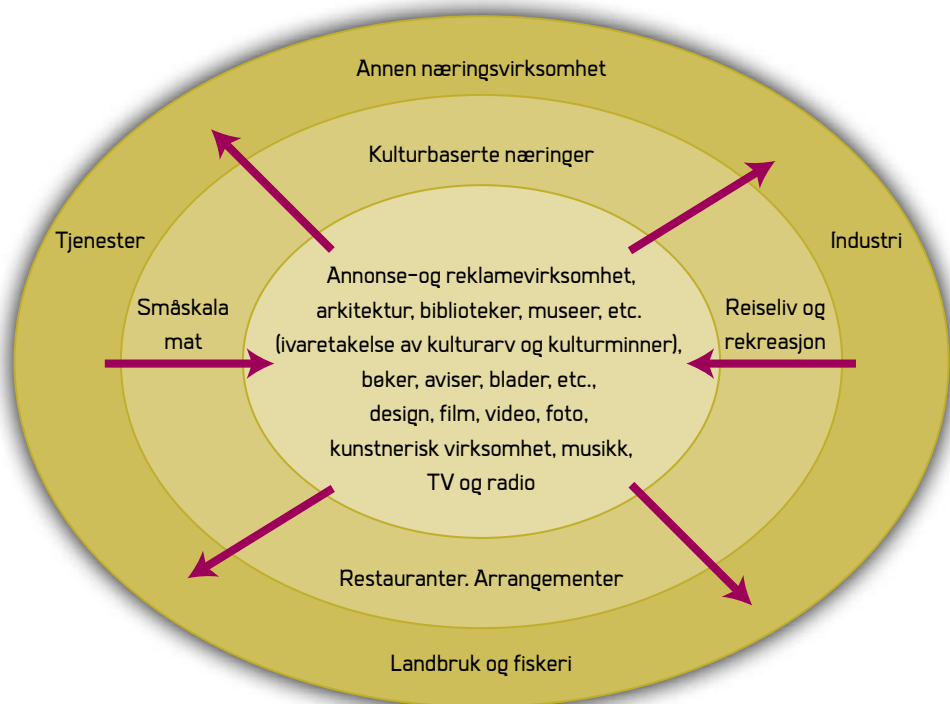 Annen næringsvirksomhet
Kulturbaserte næringer
Tjenester
Industri
Småskala
mat
Reiseliv og
rekreasjon
Annonse-og reklamevirksomhet,
arkitektur, biblioteker, museer, etc.
(ivaretakelse av kulturarv og kulturminner),
bøker, aviser, blader, etc.,
design, film, video, foto,
kunstnerisk virksomhet, musikk,
TV og radio
Restauranter. Arrangementer
Landbruk og fiskeri